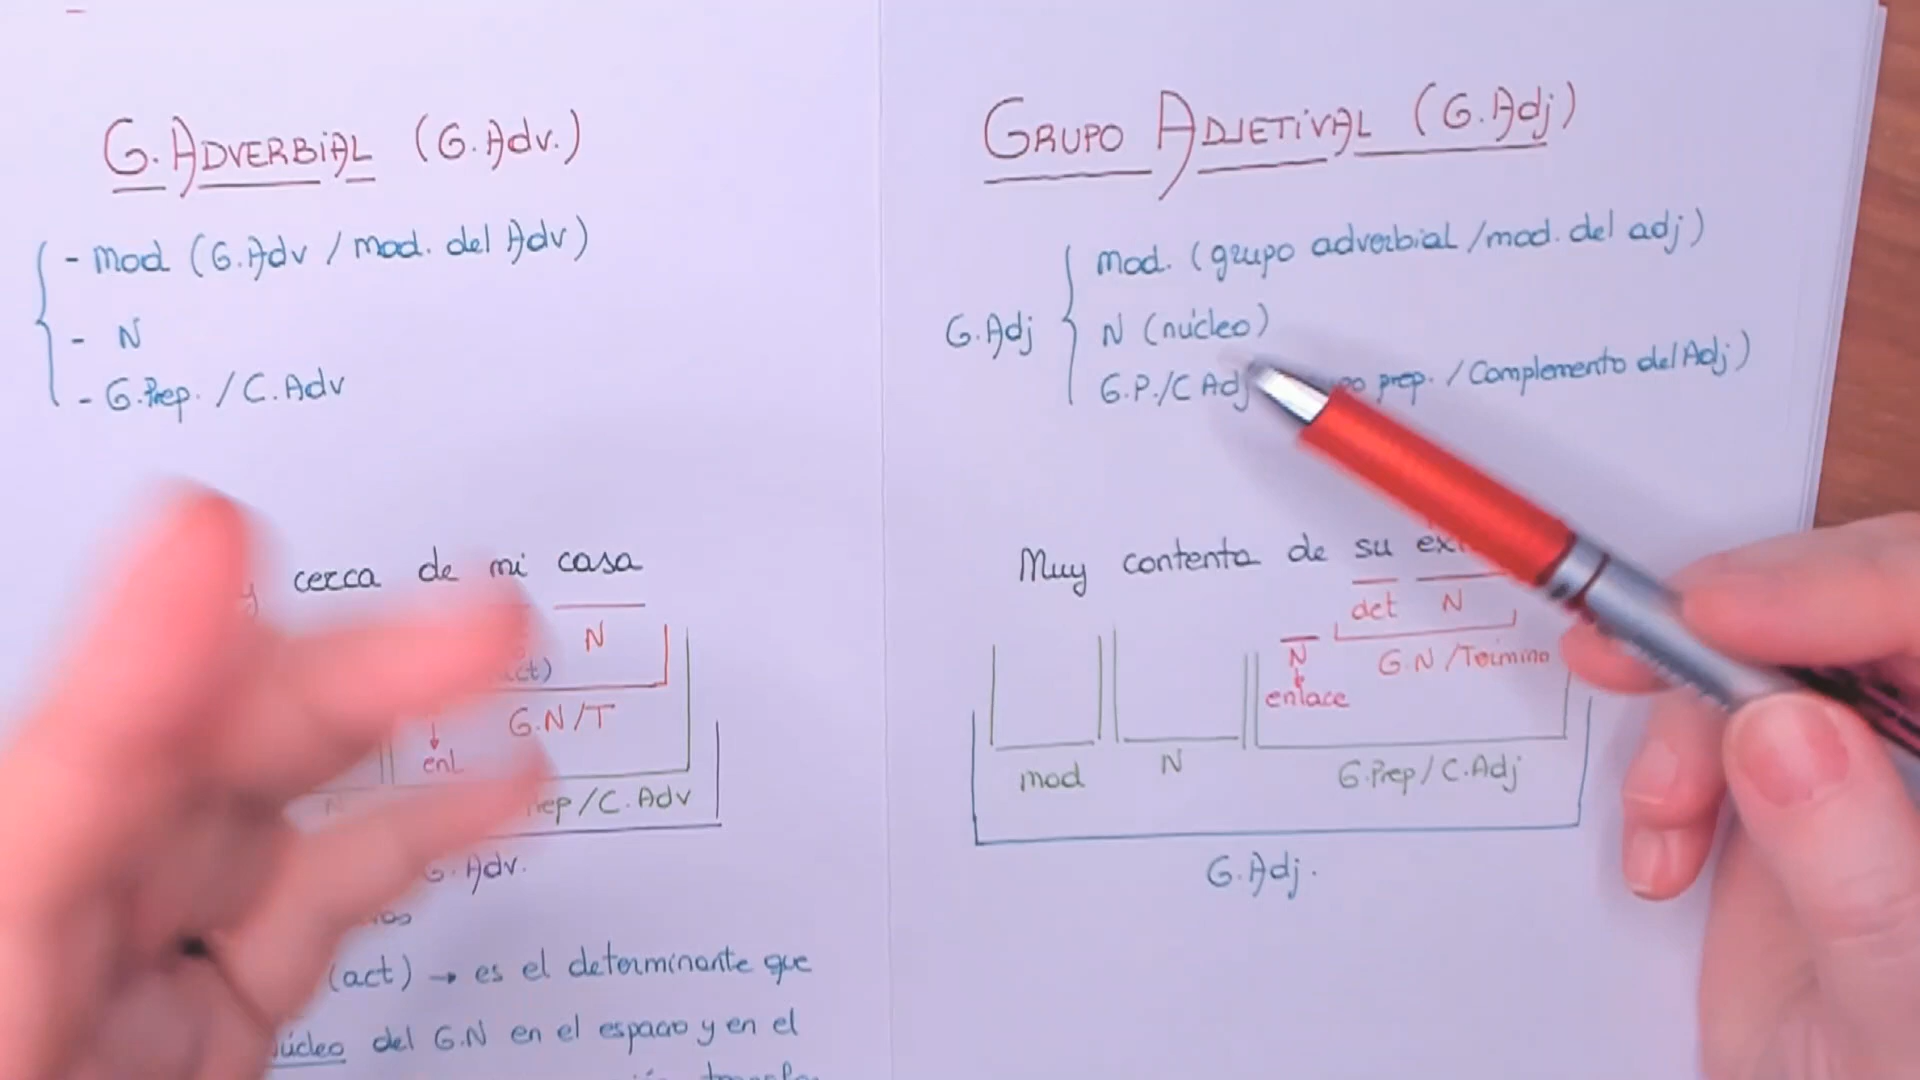 G. ADVERBIAL (G. Adv.)
- Mod (G. Adv / mod. del Adv)
- N
- G. Prep. / C. Adv
cerca de mi casa
N
G.N/T
enl
/ C. Adv
G. Adv.
(act) → es el determinante que
del G.N en el espacio y en el
GRUPO ADJETIVAL (G. Adj)
mod. (grupo adverbial / mod. del adj)
G. Adj
N (núcleo)
G.P./C Adj prep. / Complemento del Adj)
Muy contenta de su
det N
N G.N/Término
enlace
mod N G. Prep / C. Adj
G. Adj.